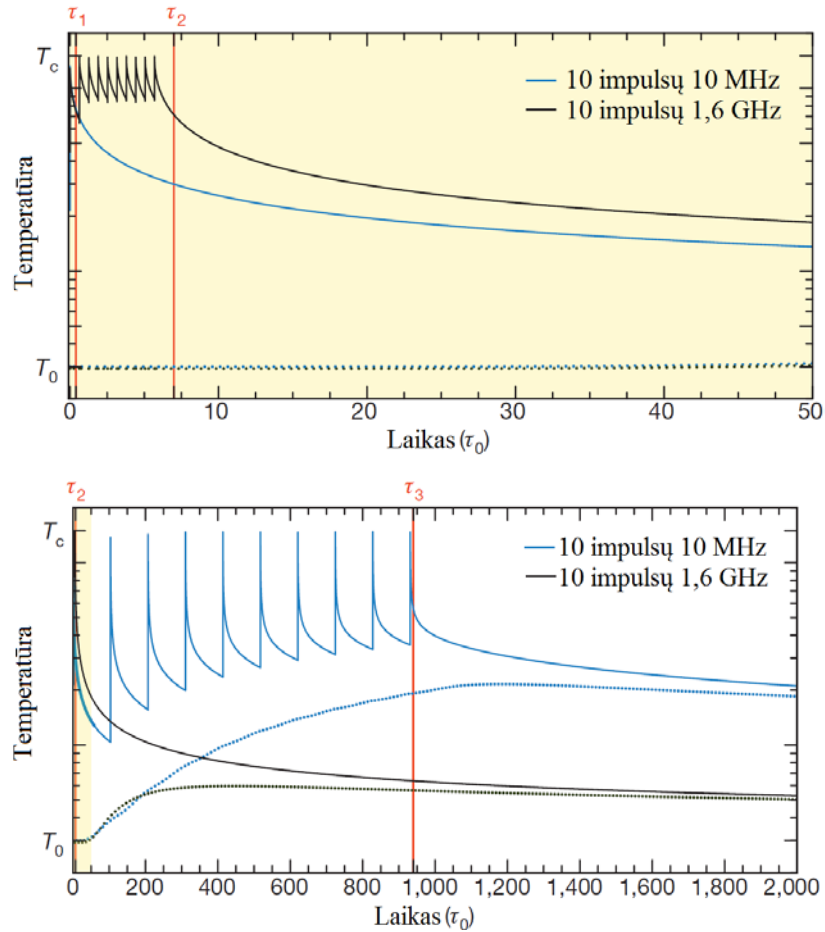 τ1 τ2
Tc
10 impulsų 10 MHz
10 impulsų 1,6 GHz
Temperatūra
T0
0 10 20 30 40 50
Laikas (τ0)
τ2 τ3
Tc
10 impulsų 10 MHz
10 impulsų 1,6 GHz
Temperatūra
T0
0 200 400 600 800 1,000 1,200 1,400 1,600 1,800 2,000
Laikas (τ0)